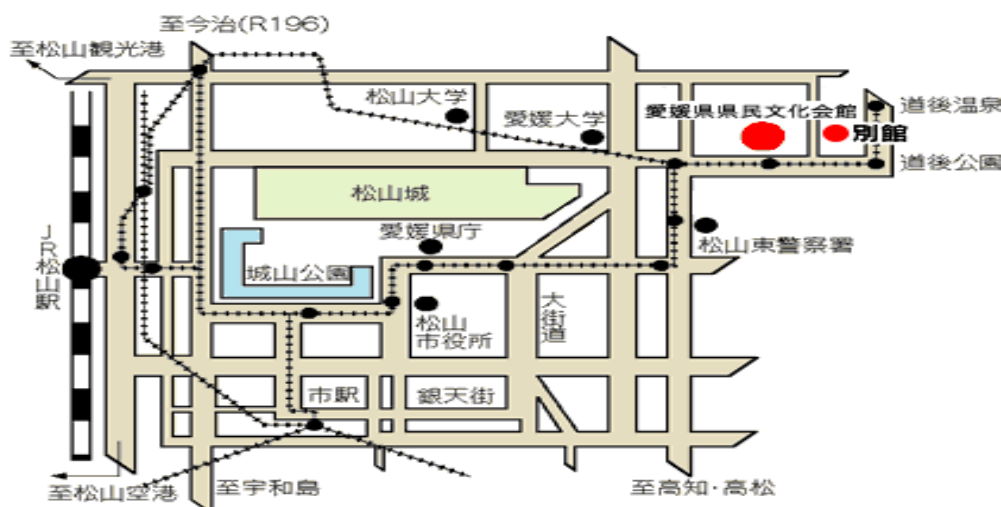 至今治(R196)
至松山観光港
松山大学
愛媛大学
愛媛県県民文化会館
道後温泉
別館
道後公園
松山城
愛媛県庁
松山東警察署
JR松山駅
城山公園
大街道
松山
市役所
市駅
銀天街
至松山空港
至宇和島
至高知・高松